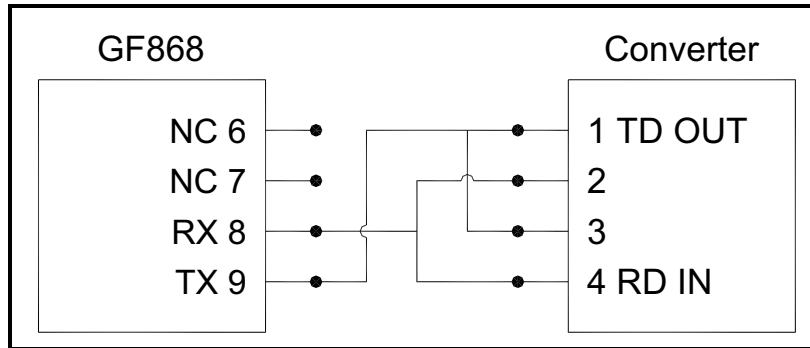 GF868
Converter
NC 6
NC 7
RX 8
TX 9
1 TD OUT
2
3
4 RD IN